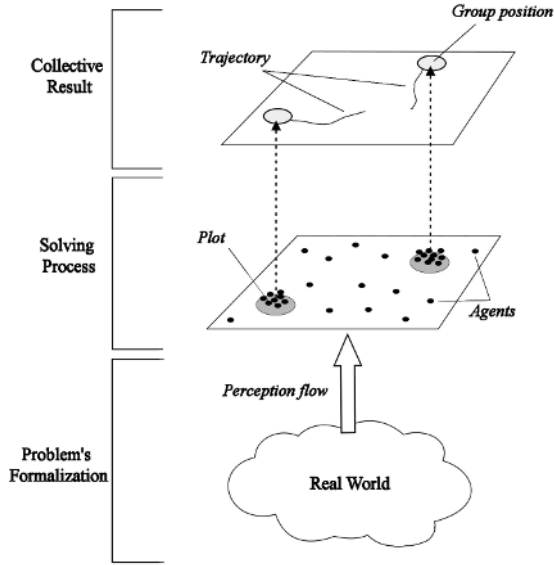 Group position
Collective
Result
Trajectory
Solving
Process
Plot
Agents
Perception flow
Problem's
Formalization
Real World